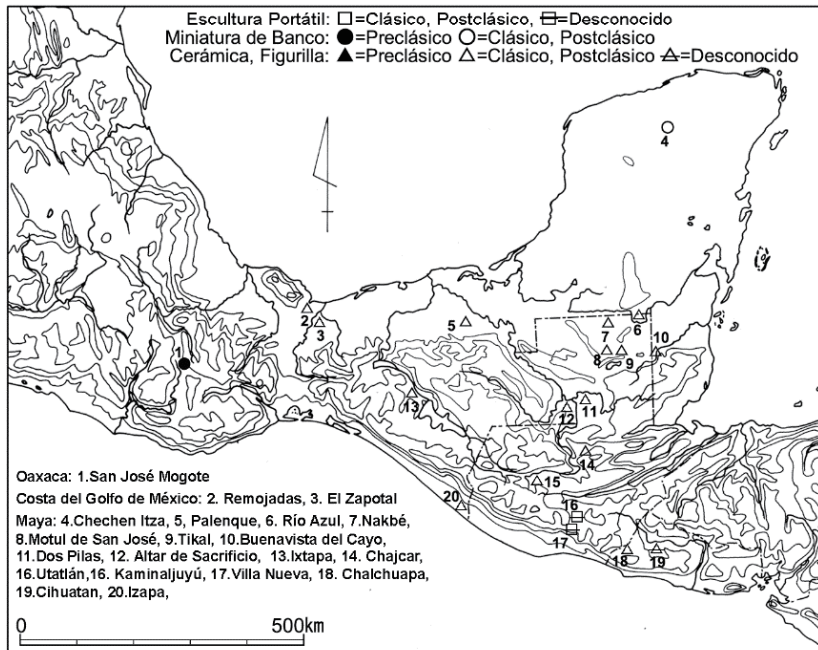 Escultura Portátil: □=Clásico, Postclásico, ⊟=Desconocido
Miniatura de Banco: ●=Preclásico ○=Clásico, Postclásico
Cerámica, Figurilla: ▲=Preclásico △=Clásico, Postclásico △=Desconocido
4
2
3
5
7
6
8
9
10
1
13
12
11
14
15
20
16
17
18
19
Oaxaca: 1.San José Mogote
Costa del Golfo de México: 2. Remojadas, 3. El Zapotal
Maya: 4.Chechen Itza, 5, Palenque, 6. Río Azul, 7.Nakbé,
8.Motul de San José, 9.Tikal, 10.Buenavista del Cayo,
11.Dos Pilas, 12. Altar de Sacrificio, 13.Ixtapa, 14. Chajcar,
16.Utatlán,16. Kaminaljuyú, 17.Villa Nueva, 18. Chalchuapa,
19.Cihuatan, 20.Izapa,
0 500km